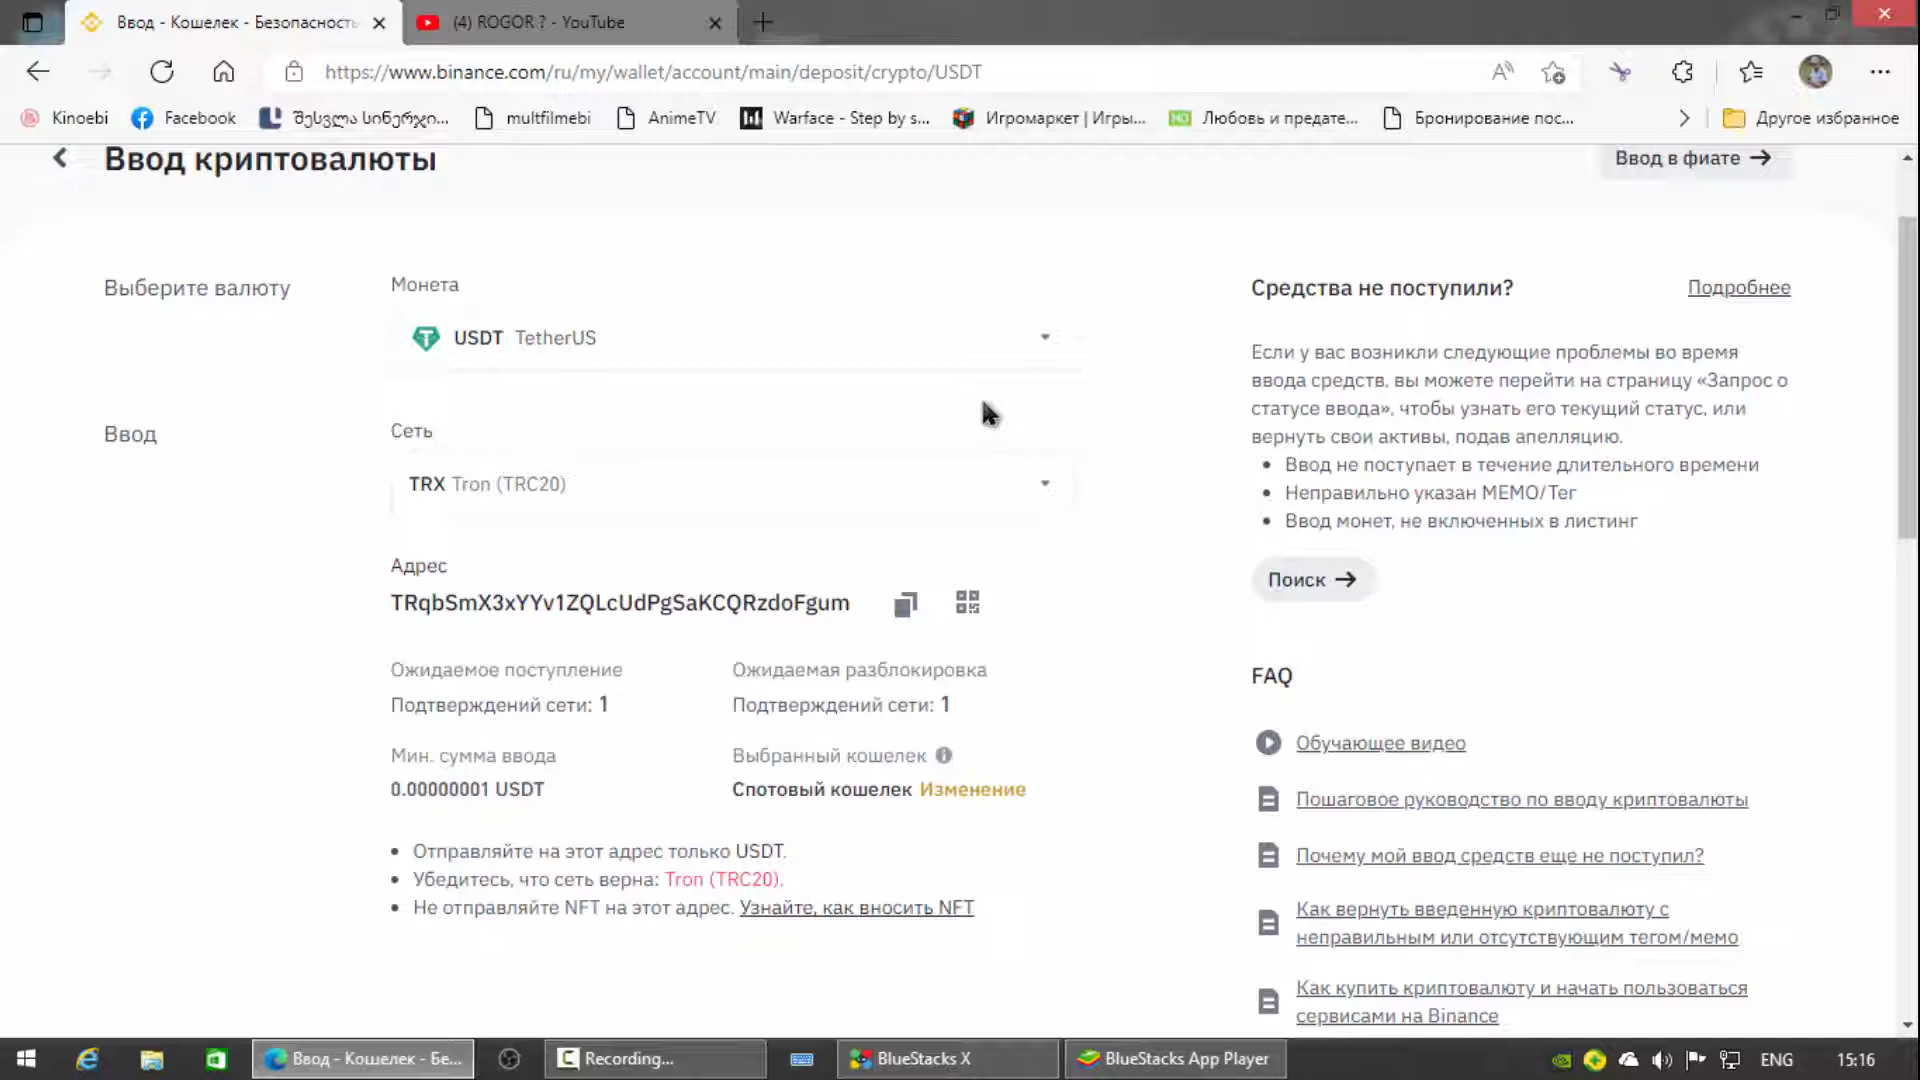 Ввод - Кошелек - Безопасность
(4) ROGOR ? - YouTube
https://www.binance.com/ru/my/wallet/account/main/deposit/crypto/USDT
Kinoebi
Facebook
შესვლა სინერჯი...
multfilmebi
AnimeTV
Warface - Step by s...
Игромаркет | Игры...
Любовь и предате...
Бронирование пос...
Другое избранное
Ввод криптовалюты
Ввод в фиате →
Выберите валюту
Монета
USDT TetherUS
Ввод
Сеть
TRX Tron (TRC20)
Адрес
TRqbSmX3xYYv1ZQLcUdPgSaKCQRzdoFgum
Ожидаемое поступление
Подтверждений сети: 1
Ожидаемая разблокировка
Подтверждений сети: 1
Мин. сумма ввода
0.00000001 USDT
Выбранный кошелек
Спотовый кошелек Изменение
• Отправляйте на этот адрес только USDT.
• Убедитесь, что сеть верна: Tron (TRC20).
• Не отправляйте NFT на этот адрес. Узнайте, как вносить NFT
Средства не поступили?
Подробнее
Если у вас возникли следующие проблемы во время
ввода средств, вы можете перейти на страницу «Запрос о
статусе ввода», чтобы узнать его текущий статус, или
вернуть свои активы, подав апелляцию.
• Ввод не поступает в течение длительного времени
• Неправильно указан MEMO/Тег
• Ввод монет, не включенных в листинг
Поиск →
FAQ
Обучающее видео
Пошаговое руководство по вводу криптовалюты
Почему мой ввод средств еще не поступил?
Как вернуть введенную криптовалюту с
неправильным или отсутствующим тегом/мемо
Как купить криптовалюту и начать пользоваться
сервисами на Binance
Ввод - Кошелек - Бе...
Recording...
BlueStacks X
BlueStacks App Player
ENG
15:16